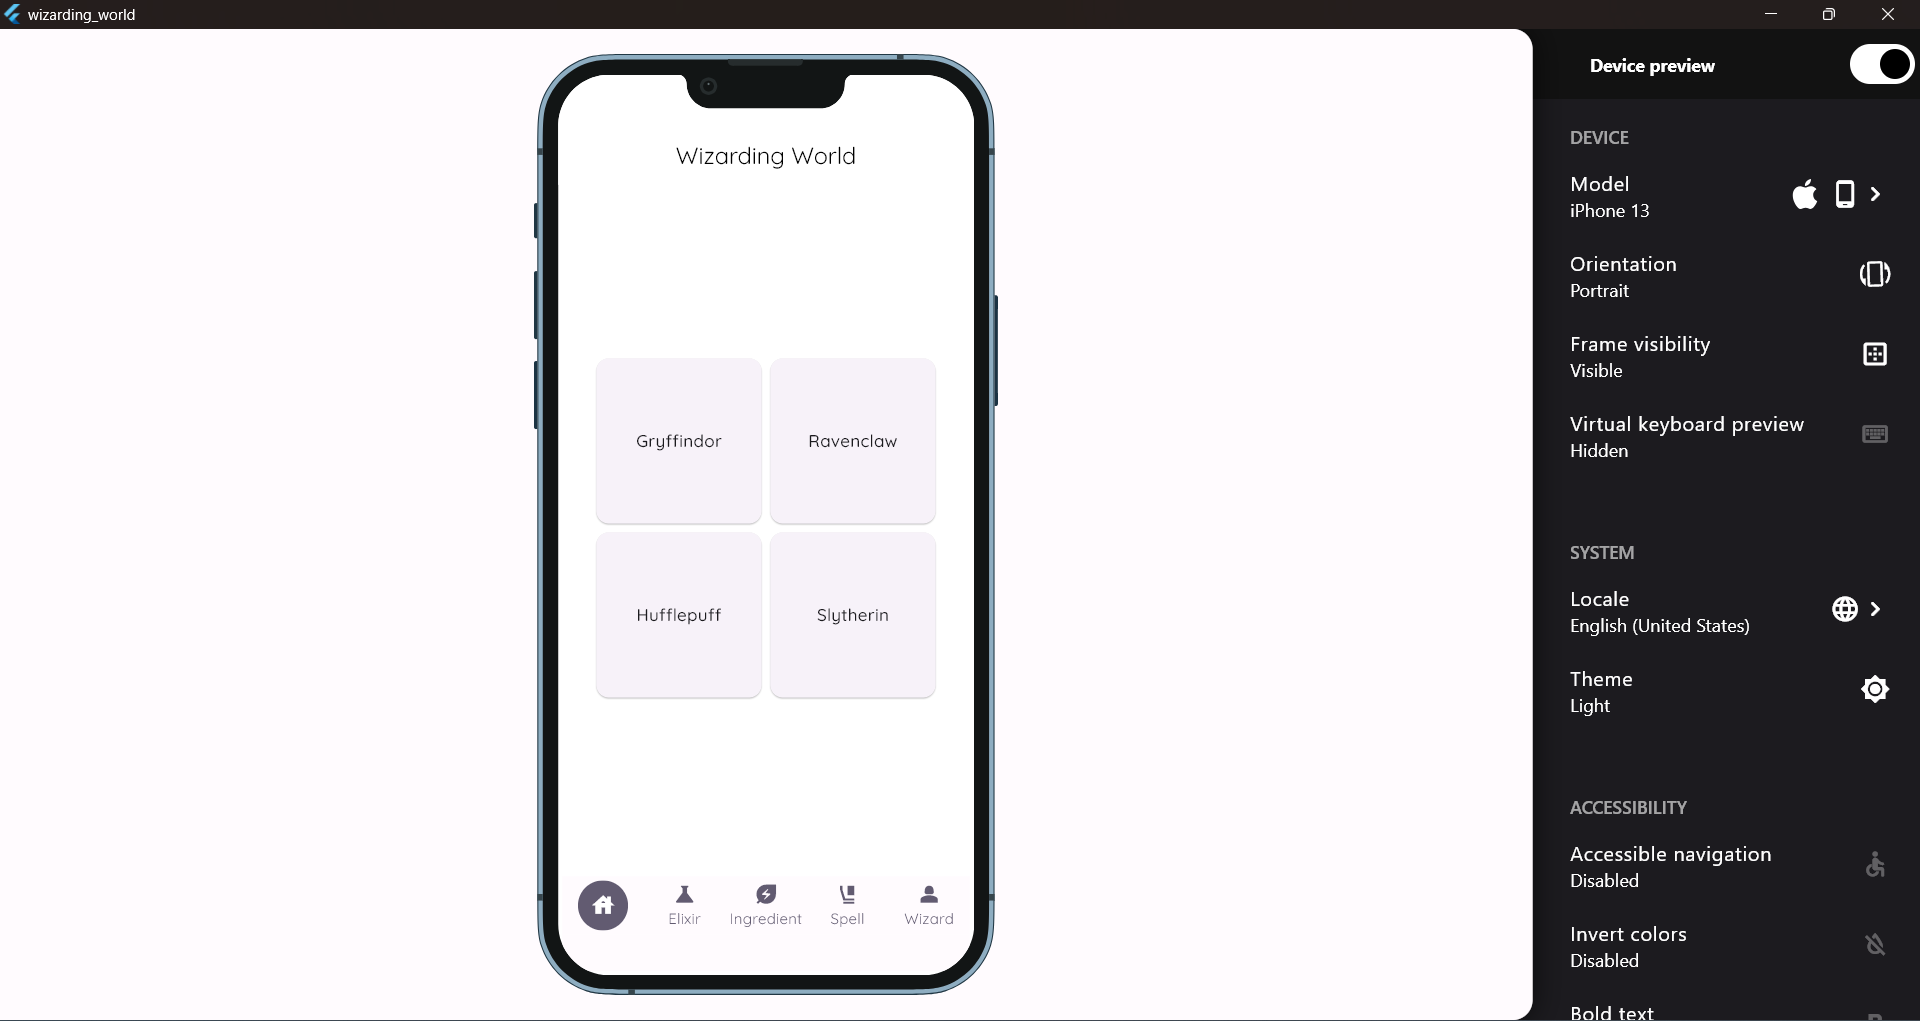 wizarding_world
Wizarding World
Gryffindor
Ravenclaw
Hufflepuff
Slytherin
Elixir
Ingredient
Spell
Wizard
Device preview
DEVICE
Model
iPhone 13
Orientation
Portrait
Frame visibility
Visible
Virtual keyboard preview
Hidden
SYSTEM
Locale
English (United States)
Theme
Light
ACCESSIBILITY
Accessible navigation
Disabled
Invert colors
Disabled
Bold text